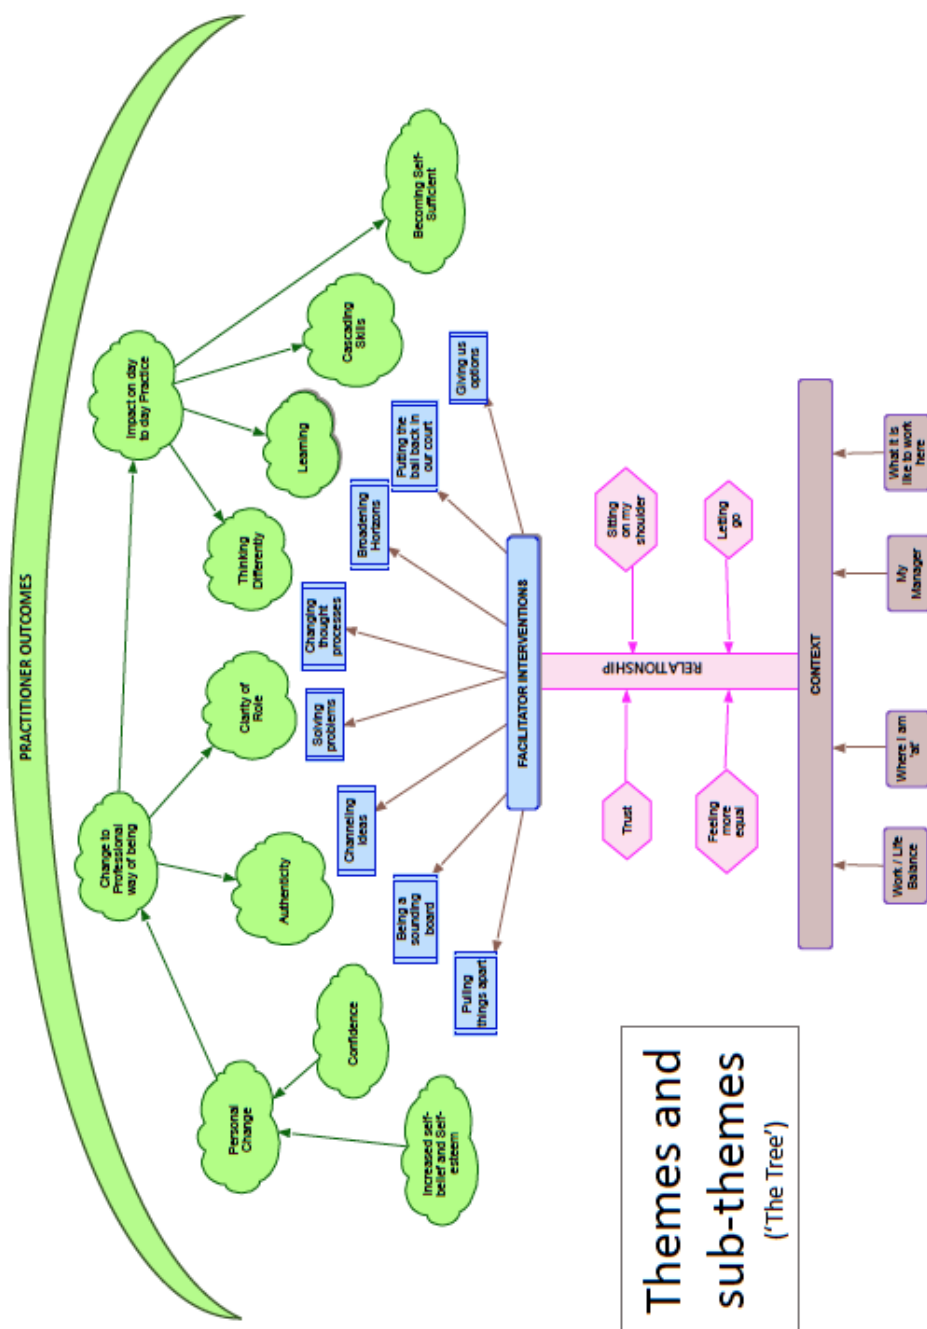 PRACTITIONER OUTCOMES
Change to
Professional
way of being
Impact on day
to day Practice
Personal
Change
Authenticity
Clarity of
Role
Thinking
Differently
Learning
Cascading
Skills
Becoming Self-
Sufficient
Confidence
Increased self-
belief and Self-
esteem
Pulling
things apart
Being a
sounding
board
Channeling
ideas
Solving
problems
Changing
thought
processes
Broadening
Horizons
Putting the
ball back in
our court
Giving us
options
FACILITATOR INTERVENTIONS
Trust
Sitting
on my
shoulder
RELATIONSHIP
Feeling
more
equal
Letting
go
CONTEXT
Work / Life
Balance
Where I am
'at'
My
Manager
What it is
like to work
here
Themes and
sub-themes
('The Tree')